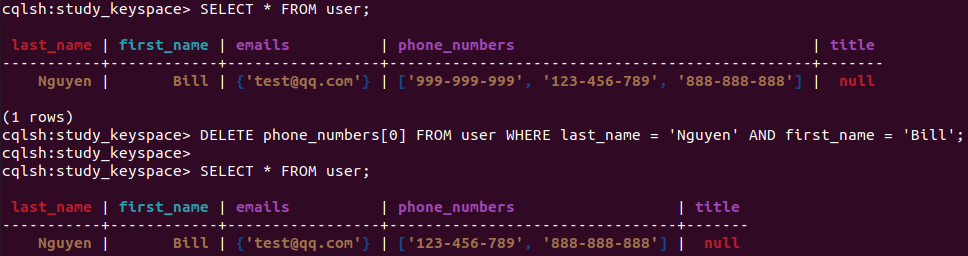 cqlsh:study_keyspace> SELECT * FROM user;
last_name | first_name | emails | phone_numbers | title
-----------+------------+-----------------+-----------------------------------------------+-------
Nguyen | Bill | {'test@qq.com'} | ['999-999-999', '123-456-789', '888-888-888'] | null
(1 rows)
cqlsh:study_keyspace> DELETE phone_numbers[0] FROM user WHERE last_name = 'Nguyen' AND first_name = 'Bill';
cqlsh:study_keyspace>
cqlsh:study_keyspace> SELECT * FROM user;
last_name | first_name | emails | phone_numbers | title
-----------+------------+-----------------+--------------------------------+-------
Nguyen | Bill | {'test@qq.com'} | ['123-456-789', '888-888-888'] | null